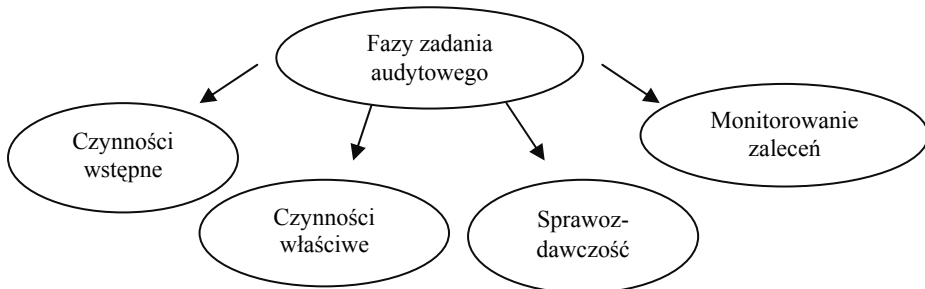 Fazy zadania
audytowego
Czynności
wstępne
Czynności
właściwe
Sprawoz-
dawczość
Monitorowanie
zaleceń